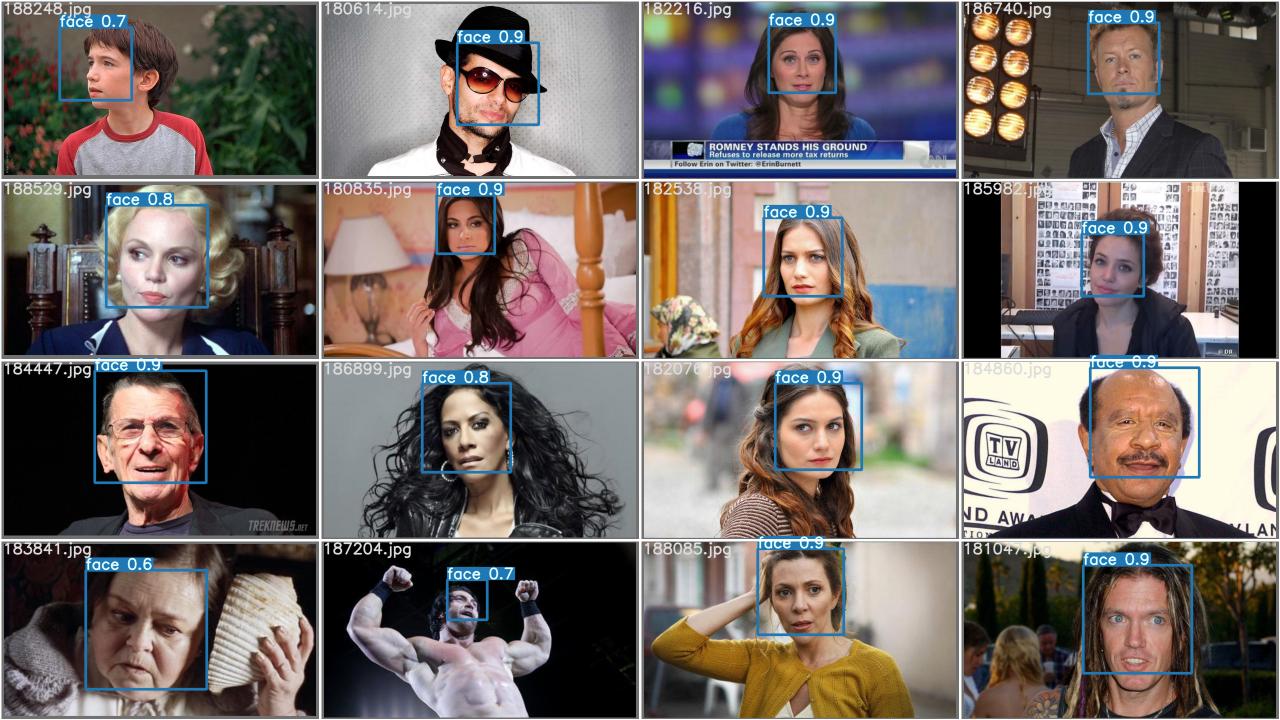 188248.jpg
face 0.7
180614.jpg
face 0.9
182216.jpg
face 0.9
ROMNEY STANDS HIS GROUND
Refuses to release more tax returns
Follow Erin on Twitter: @ErinBurnett
186740.jpg
face 0.9
188529.jpg
face 0.8
180835.jpg
face 0.9
182538.jpg
face 0.9
185982.jpg
face 0.9
184447.jpg
face 0.9
TREKNEWS.NET
186899.jpg
face 0.8
182076.jpg
face 0.9
184860.jpg
face 0.9
TV
LAND
ND AWA
183841.jpg
face 0.6
187204.jpg
face 0.7
188085.jpg
face 0.9
181047.jpg
face 0.9